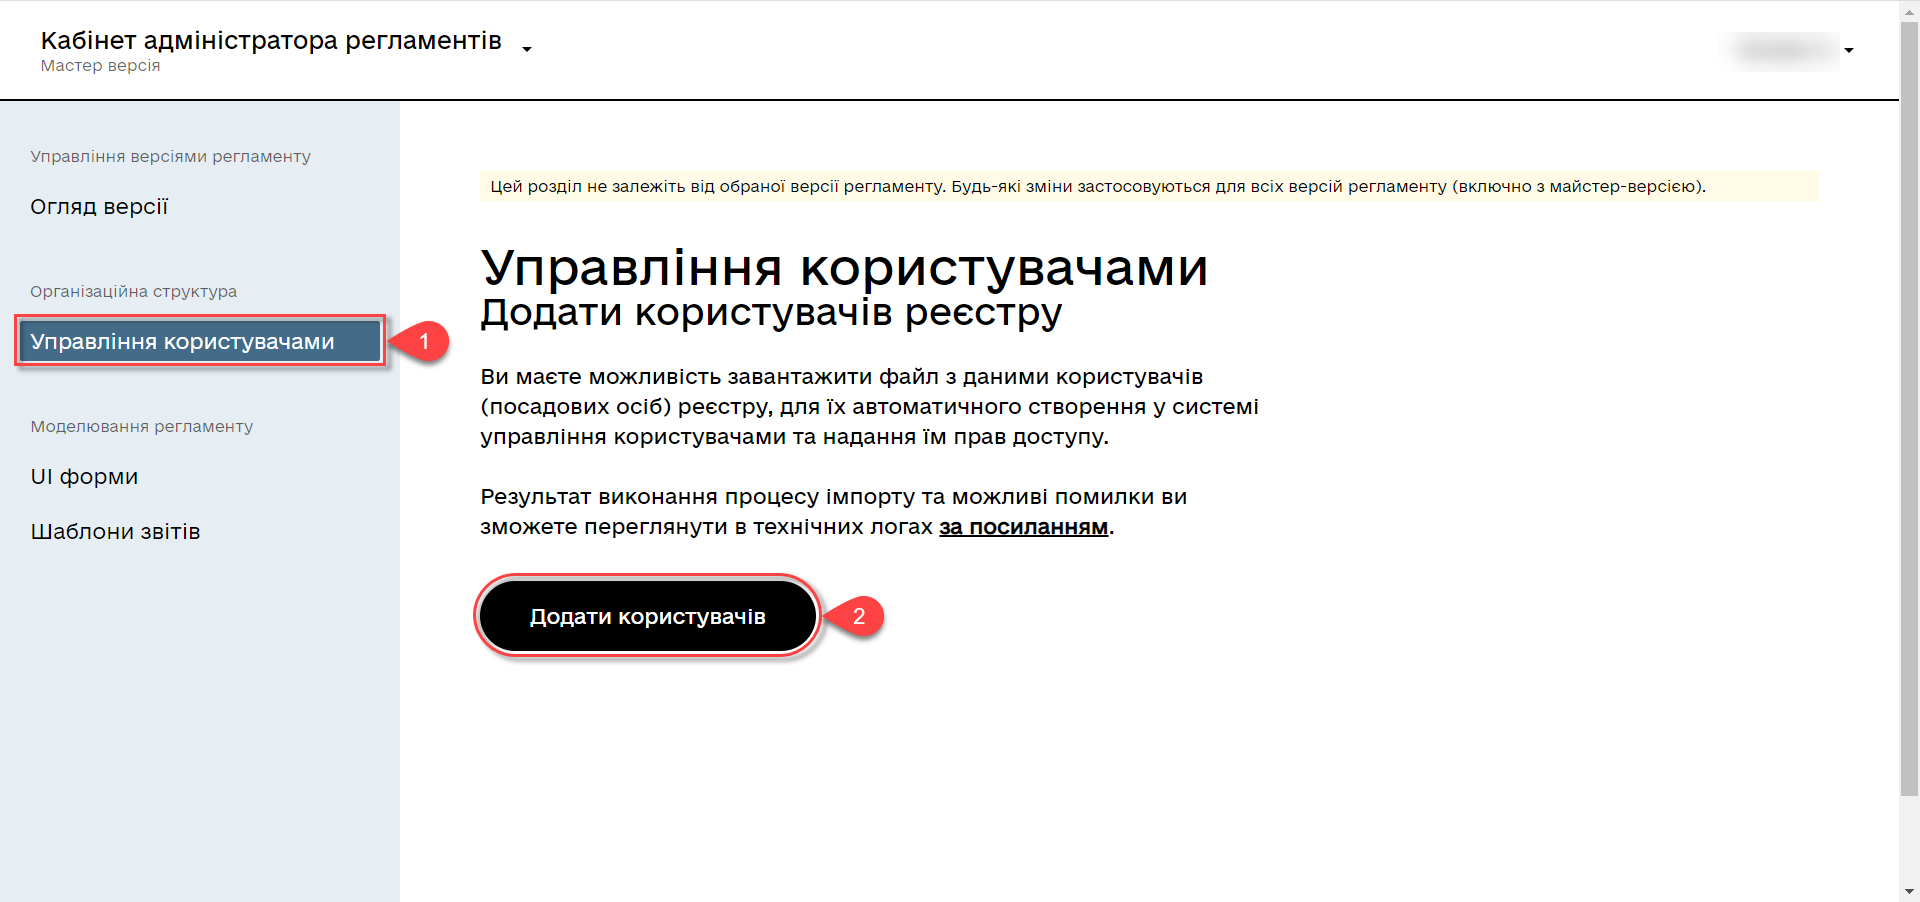 Кабінет адміністратора регламентів
Мастер версія
Управління версіями регламенту
Огляд версії
Організаційна структура
Управління користувачами
1
Моделювання регламенту
UI форми
Шаблони звітів
Цей розділ не залежіть від обраної версії регламенту. Будь-які зміни застосовуються для всіх версій регламенту (включно з майстер-версією).
Управління користувачами
Додати користувачів реєстру
Ви маєте можливість завантажити файл з даними користувачів
(посадових осіб) реєстру, для їх автоматичного створення у системі
управління користувачами та надання їм прав доступу.
Результат виконання процесу імпорту та можливі помилки ви
зможете переглянути в технічних логах за посиланням.
Додати користувачів
2